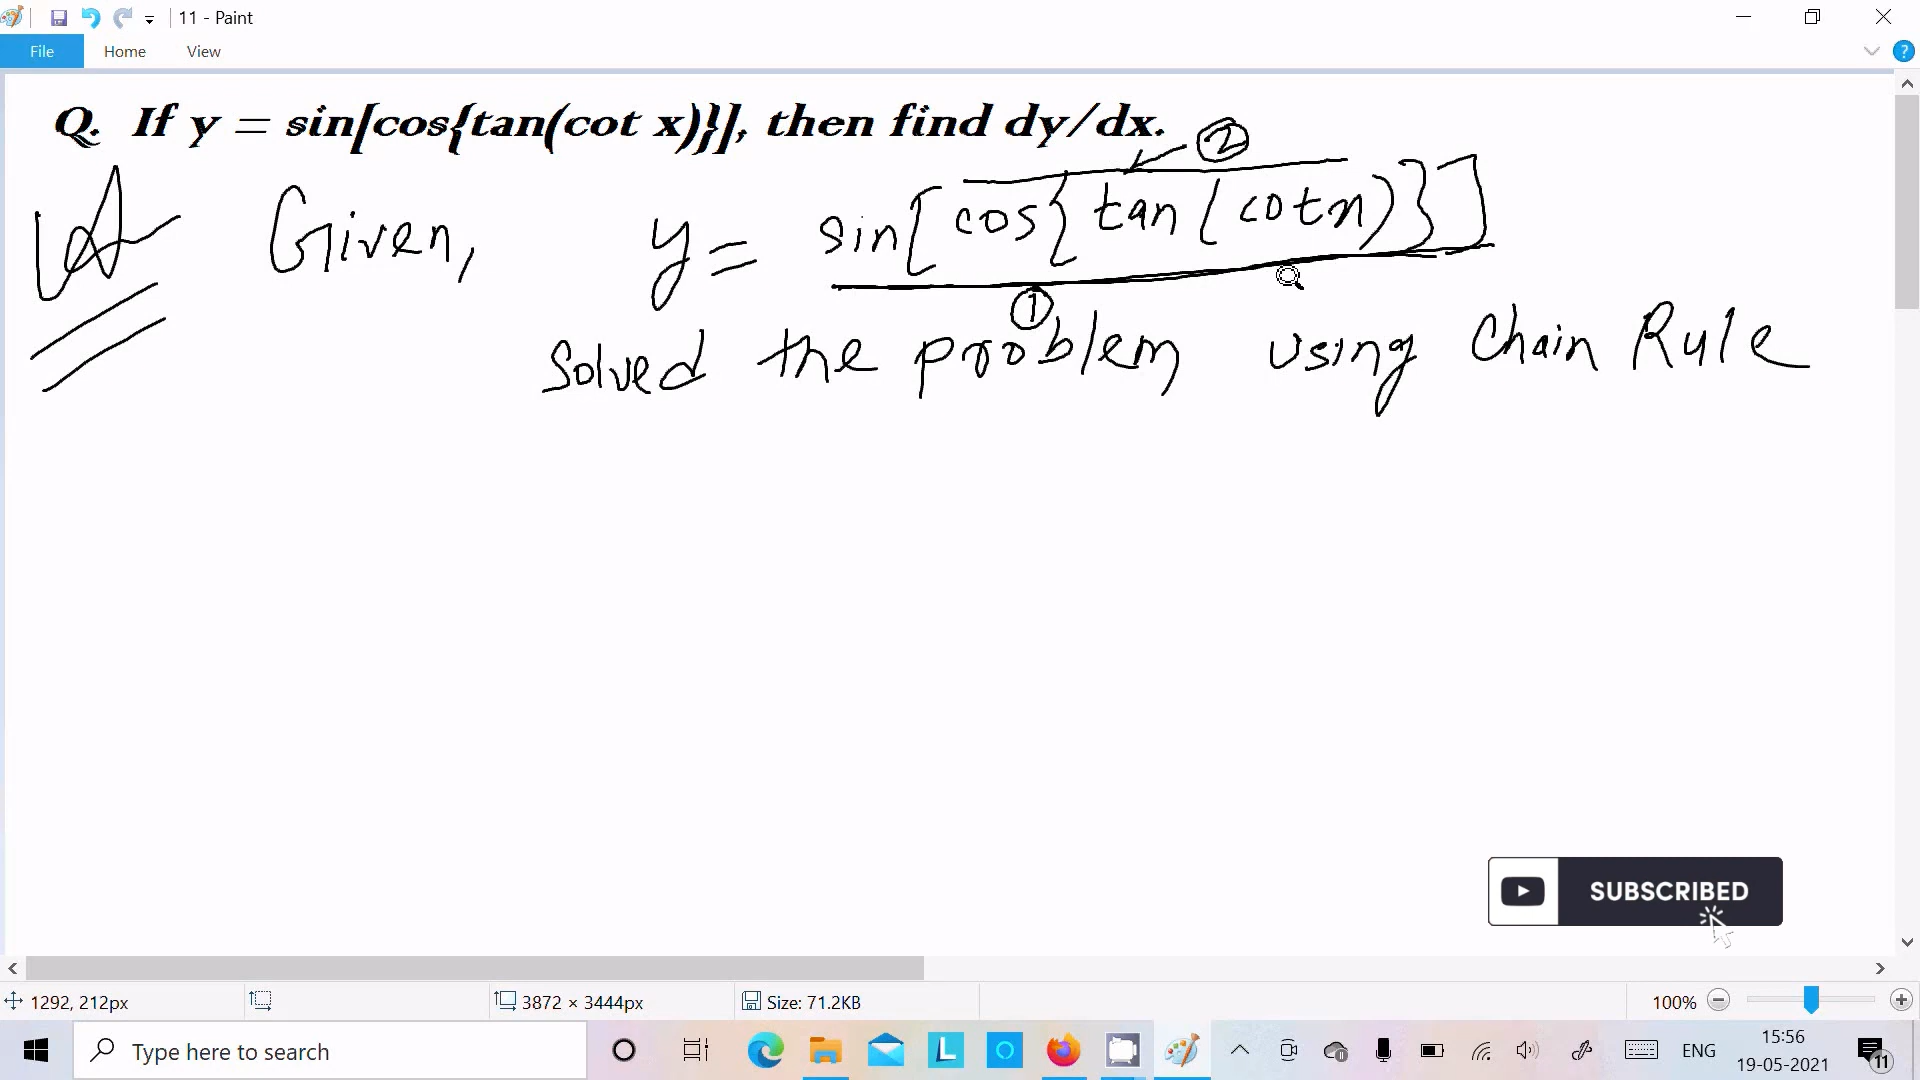 11 - Paint
File Home View
Q. If y = sin[cos{tan(cot x)}], then find dy/dx.
②
Given, y = sin[cos{tan(cotx)}]
①
Solved the problem using Chain Rule
SUBSCRIBED
1292, 212px 3872 × 3444px Size: 71.2KB 100%
Type here to search
L
ENG
15:56
19-05-2021
11